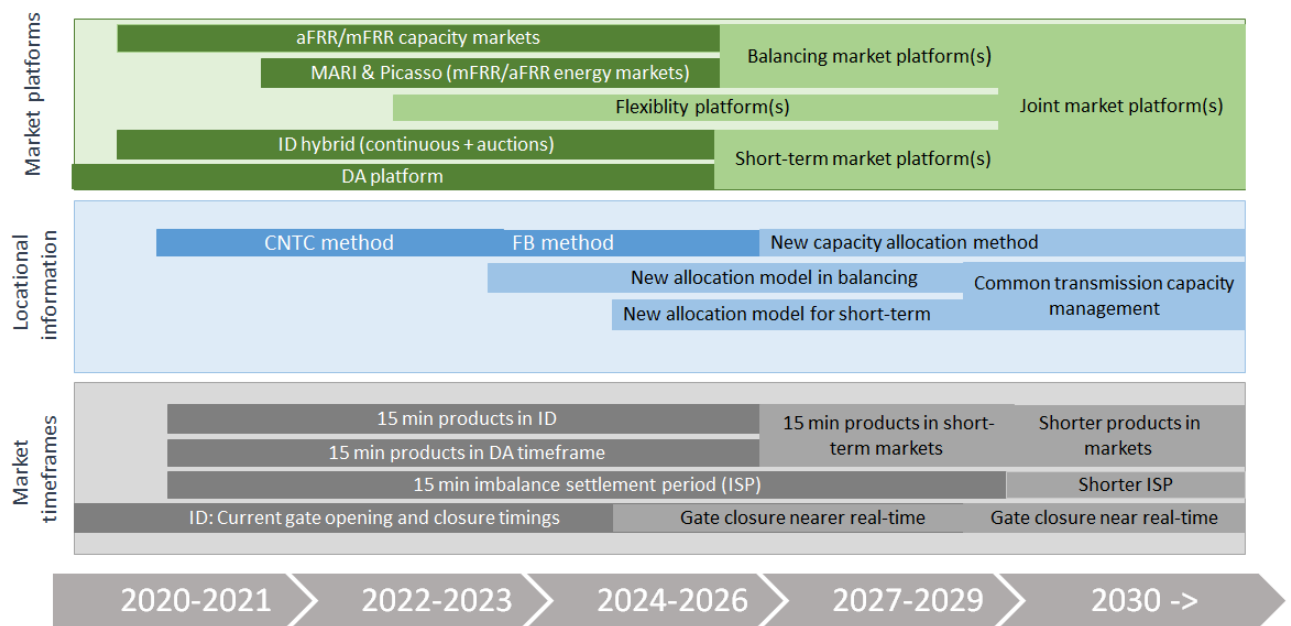 Market platforms
aFRR/mFRR capacity markets
MARI & Picasso (mFRR/aFRR energy markets)
Balancing market platform(s)
Flexiblity platform(s)
Joint market platform(s)
ID hybrid (continuous + auctions)
Short-term market platform(s)
DA platform
Locational
information
CNTC method
FB method
New capacity allocation method
New allocation model in balancing
Common transmission capacity
management
New allocation model for short-term
Market
timeframes
15 min products in ID
15 min products in short-
term markets
Shorter products in
markets
15 min products in DA timeframe
15 min imbalance settlement period (ISP)
Shorter ISP
ID: Current gate opening and closure timings
Gate closure nearer real-time
Gate closure near real-time
2020-2021
2022-2023
2024-2026
2027-2029
2030 ->